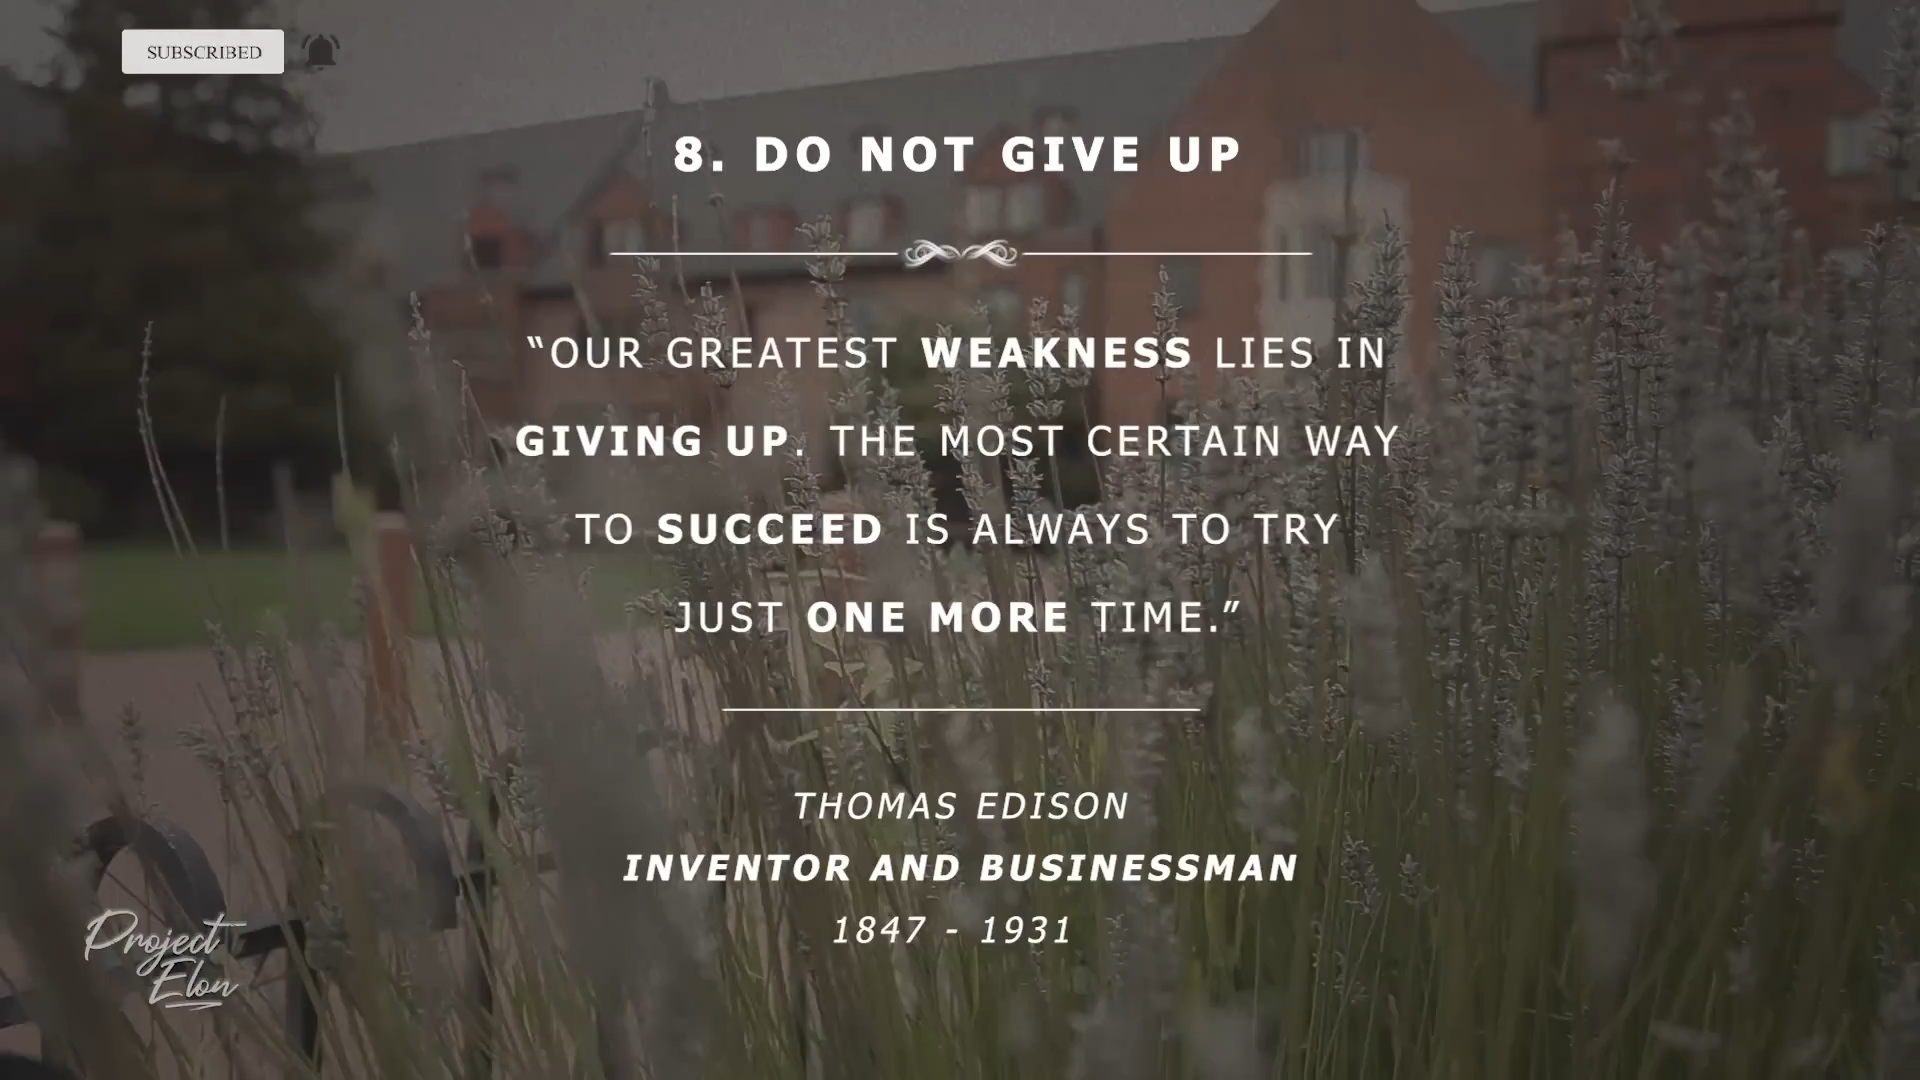 SUBSCRIBED
8. DO NOT GIVE UP
“OUR GREATEST WEAKNESS LIES IN
GIVING UP. THE MOST CERTAIN WAY
TO SUCCEED IS ALWAYS TO TRY
JUST ONE MORE TIME.”
THOMAS EDISON
INVENTOR AND BUSINESSMAN
1847 - 1931
Project
Elon